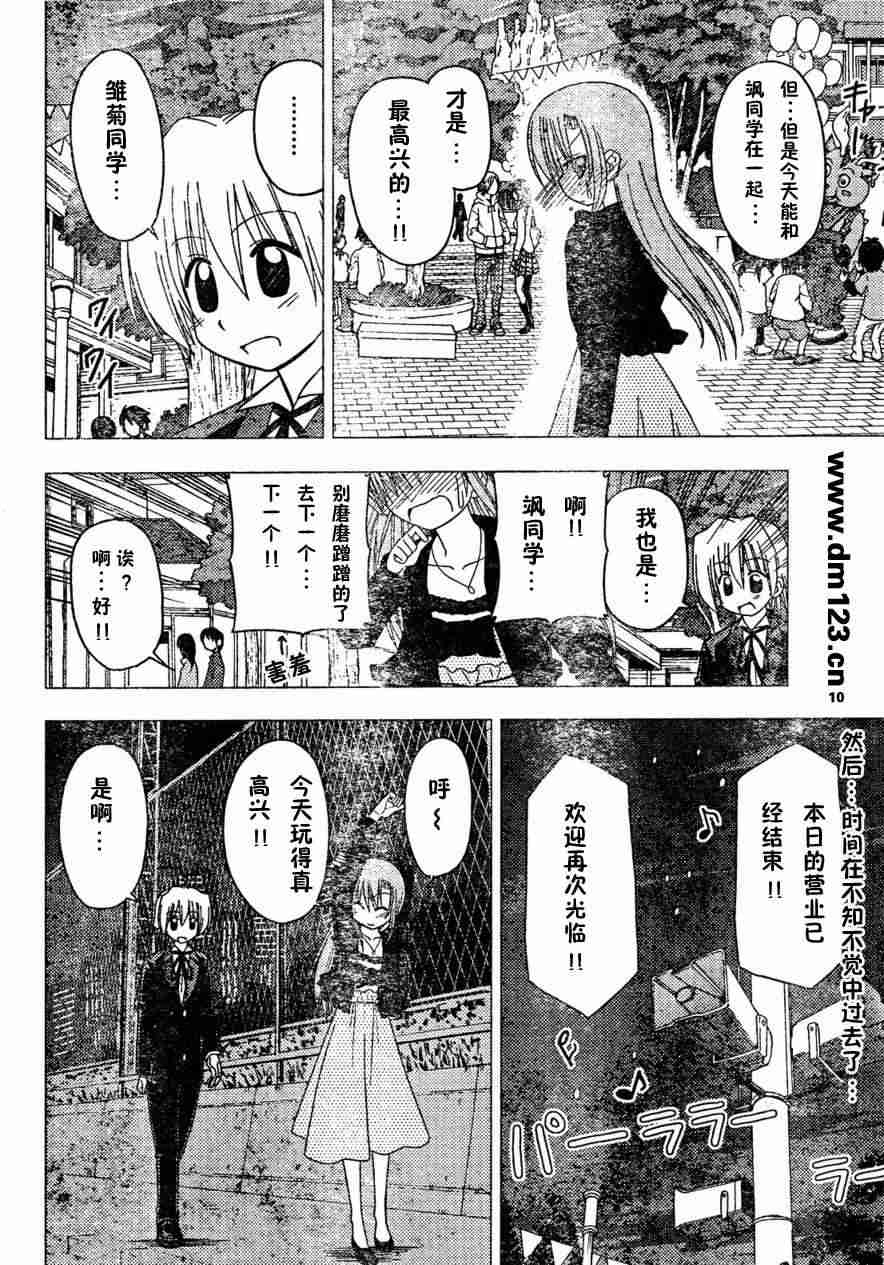 但…但是今天能和
飒同学在一起…
才是…
最高兴的…!!
キャー
……
雏菊同学…
ワイワイ
我也是…
啊!!
飒同学…
别磨磨蹭蹭的了
去下一个…
下一个!!
←害羞
诶?
啊…好!!
www.dm123.cn
10
然后…时间在不知不觉中过去了…
本日的营业已
经结束!!
欢迎再次光临!!
パーラララー
呼~
今天玩得真
高兴!!
是啊…